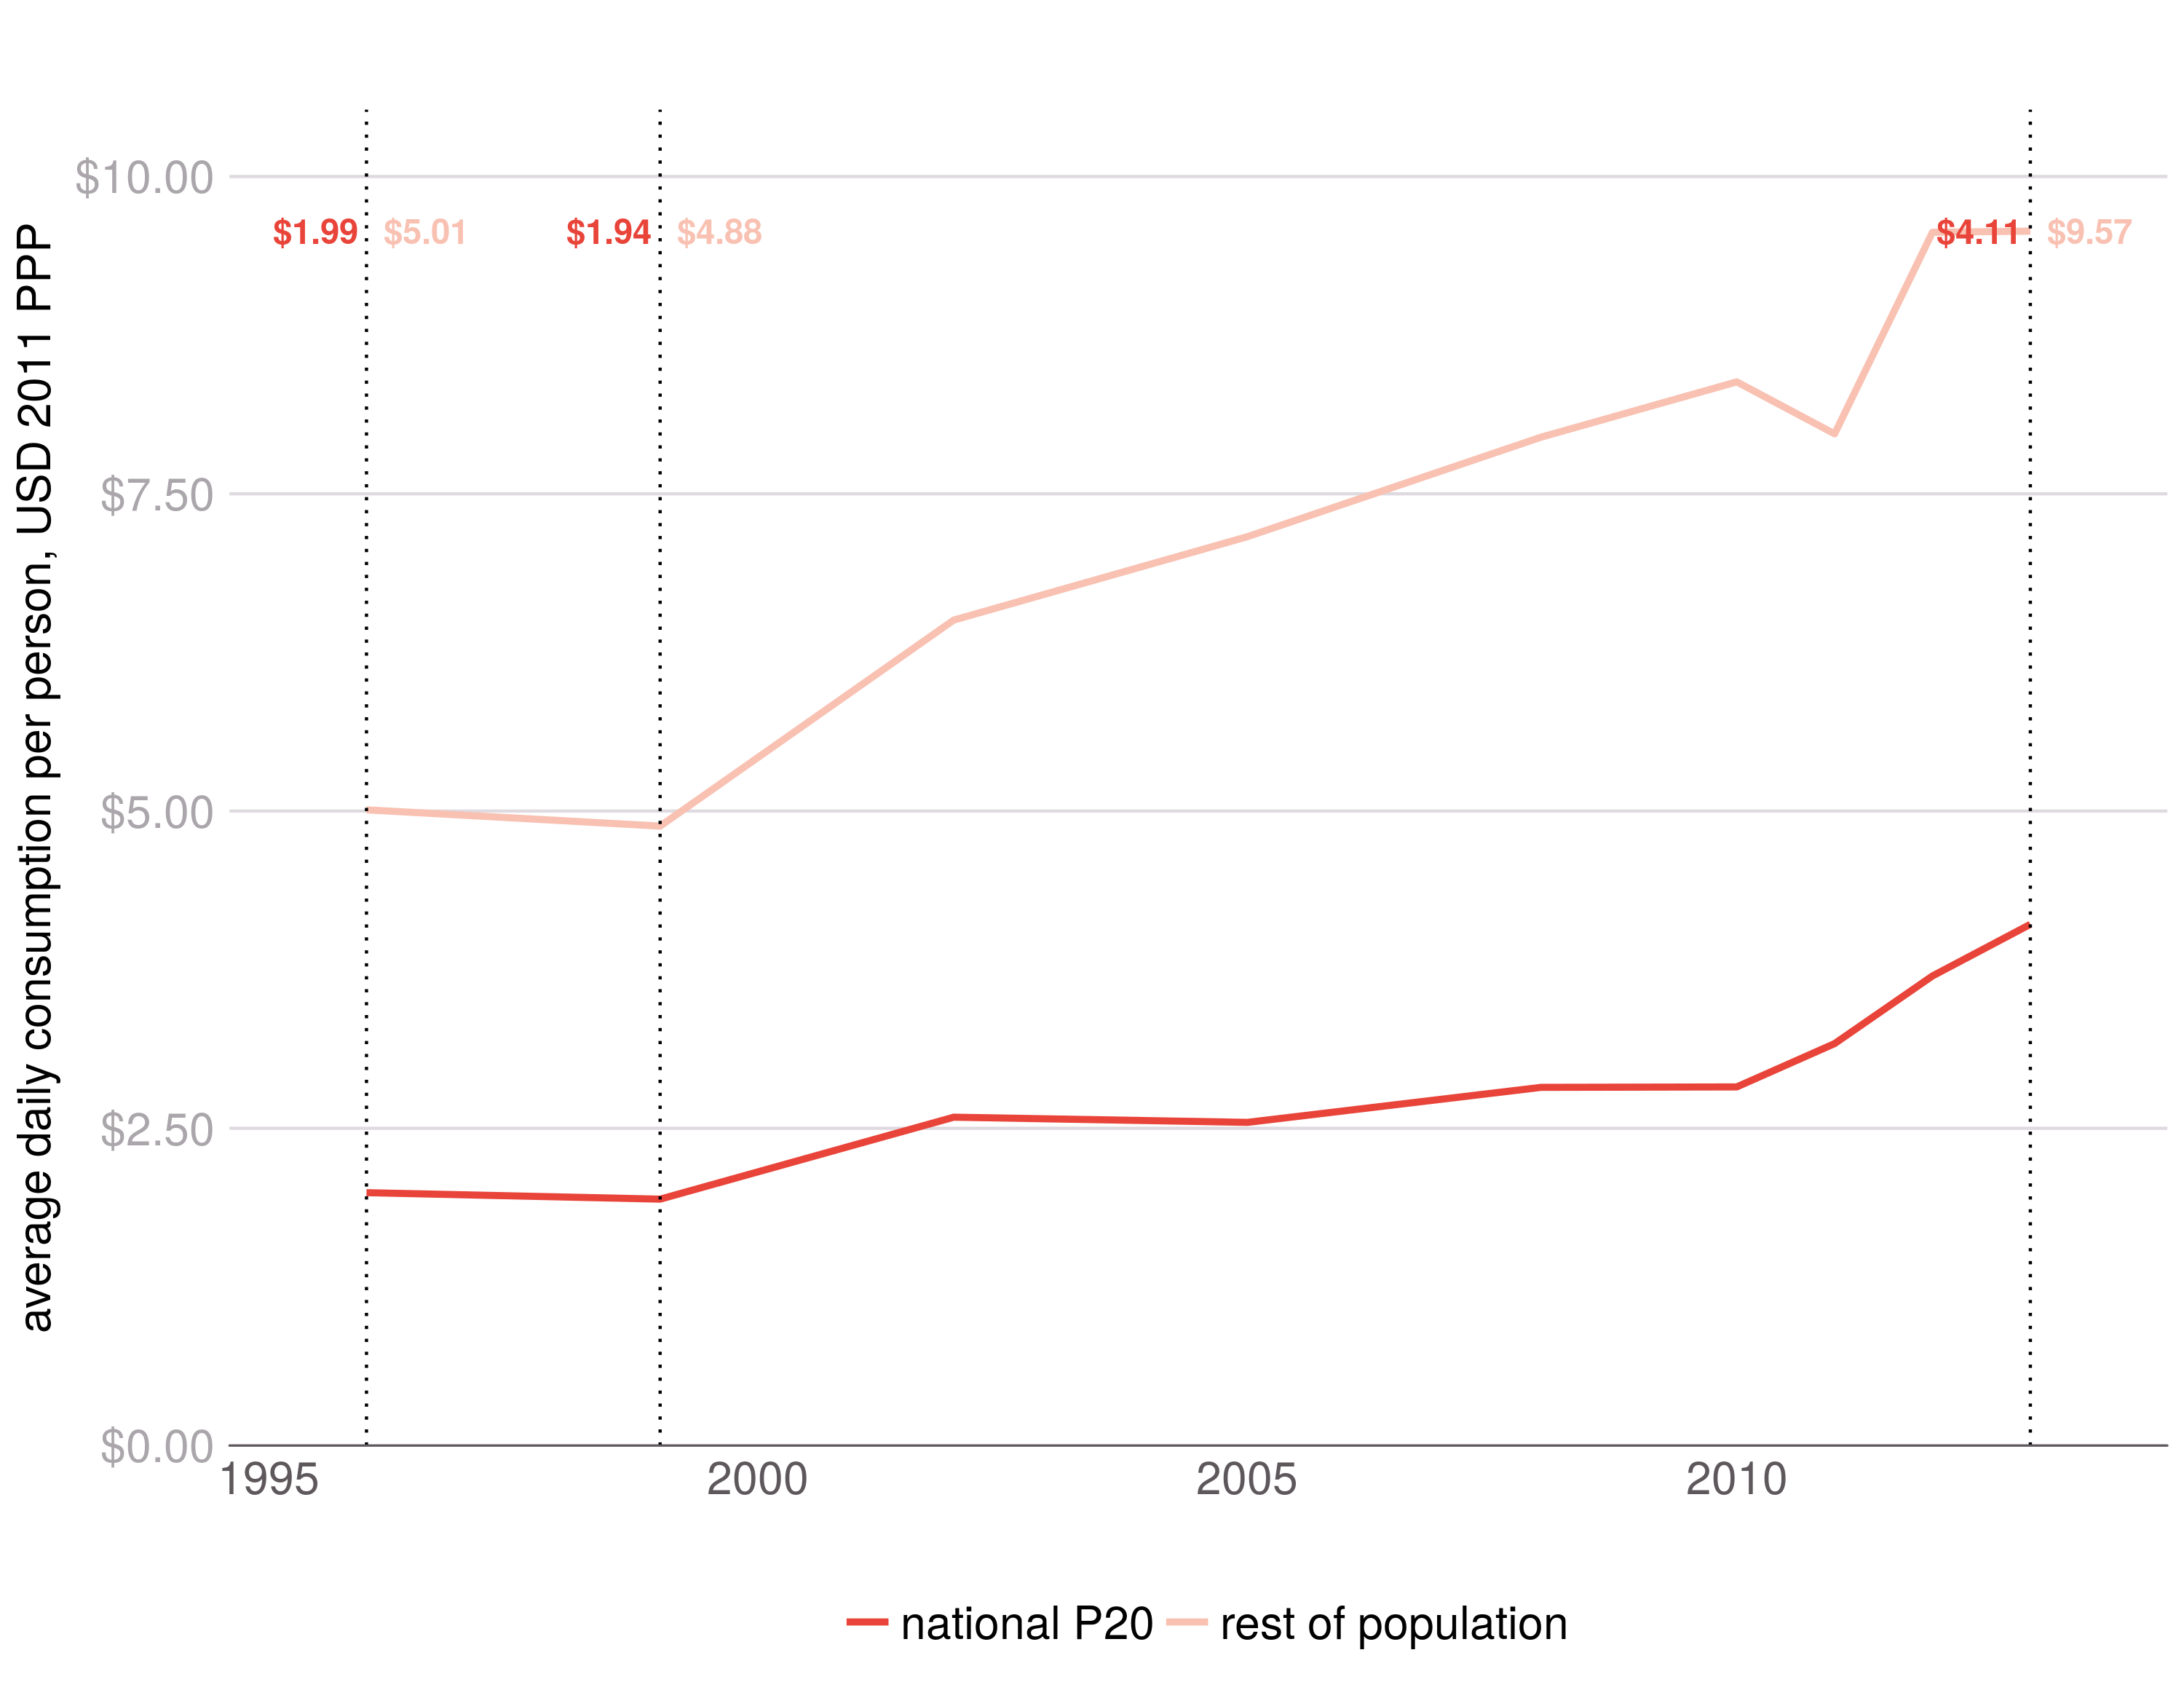 average daily consumption per person, USD 2011 PPP
$10.00
$1.99 $5.01 $1.94 $4.88 $4.11 $9.57
$7.50
$5.00
$2.50
$0.00
1995 2000 2005 2010
national P20 rest of population